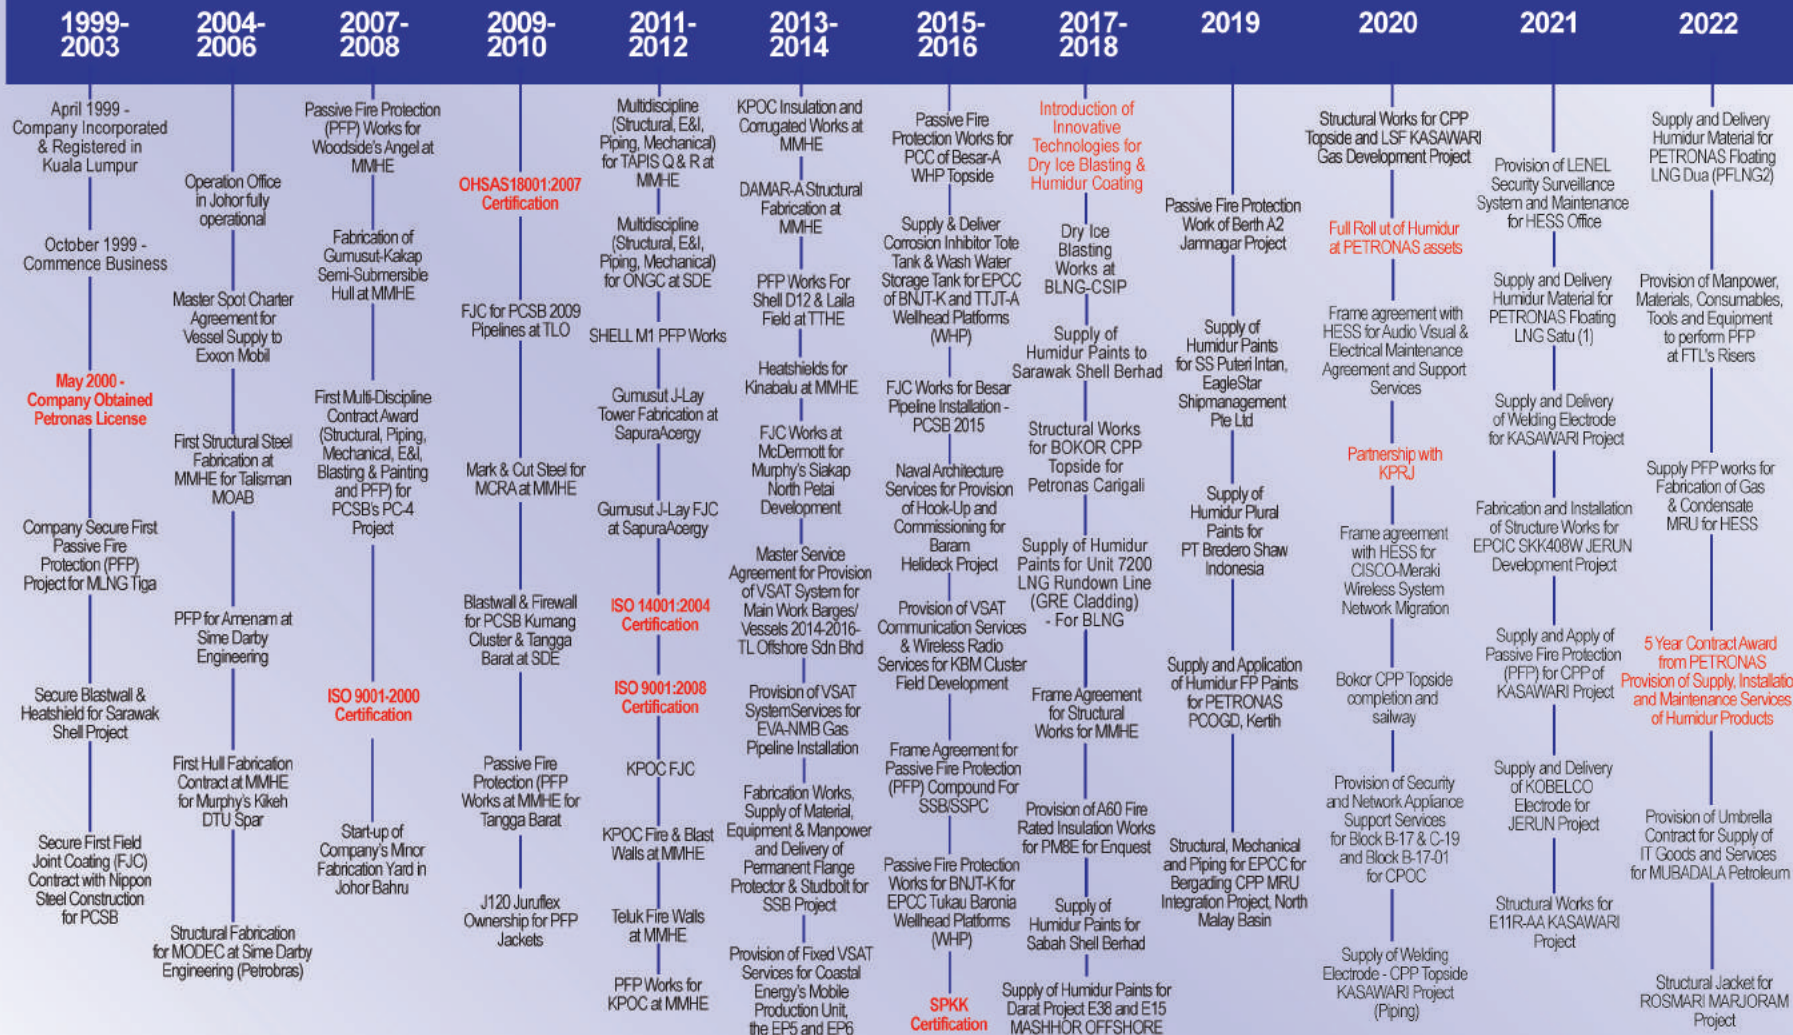 1999-
2003
April 1999 -
Company Incorporated
& Registered in
Kuala Lumpur
October 1999 -
Commence Business
May 2000 -
Company Obtained
Petronas License
Company Secure First
Passive Fire
Protection (PFP)
Project for MLNG Tiga
Secure Blastwall &
Heatshield for Sarawak
Shell Project
Secure First Field
Joint Coating (FJC)
Contract with Nippon
Steel Construction
for PCSB
2004-
2006
Operation Office
in Johor fully
operational
Master Spot Charter
Agreement for
Vessel Supply to
Exxon Mobil
First Structural Steel
Fabrication at
MMHE for Talisman
MOAB
PFP for Amenam at
Sime Darby
Engineering
First Hull Fabrication
Contract at MMHE
for Murphy's Kikeh
DTU Spar
Structural Fabrication
for MODEC at Sime Darby
Engineering (Petrobras)
2007-
2008
Passive Fire Protection
(PFP) Works for
Woodside's Angel at
MMHE
Fabrication of
Gumusut-Kakap
Semi-Submersible
Hull at MMHE
First Multi-Discipline
Contract Award
(Structural, Piping,
Mechanical, E&I,
Blasting & Painting
and PFP) for
PCSB's PC-4
Project
ISO 9001-2000
Certification
Start-up of
Company's Minor
Fabrication Yard in
Johor Bahru
2009-
2010
OHSAS18001:2007
Certification
FJC for PCSB 2009
Pipelines at TLO
Mark & Cut Steel for
MCRA at MMHE
Blastwall & Firewall
for PCSB Kumang
Cluster & Tangga
Barat at SDE
Passive Fire
Protection (PFP
Works at MMHE for
Tangga Barat
J120 Juruflex
Ownership for PFP
Jackets
2011-
2012
Multidiscipline
(Structural, E&I,
Piping, Mechanical)
for TAPIS Q & R at
MMHE
Multidiscipline
(Structural, E&I,
Piping, Mechanical)
for ONGC at SDE
SHELL M1 PFP Works
Gumusut J-Lay
Tower Fabrication at
SapuraAcergy
Gumusut J-Lay FJC
at SapuraAcergy
ISO 14001:2004
Certification
ISO 9001:2008
Certification
KPOC FJC
KPOC Fire & Blast
Walls at MMHE
Teluk Fire Walls
at MMHE
PFP Works for
KPOC at MMHE
2013-
2014
KPOC Insulation and
Corrugated Works at
MMHE
DAMAR-A Structural
Fabrication at
MMHE
PFP Works For
Shell D12 & Laila
Field at TTHE
Heatshields for
Kinabalu at MMHE
FJC Works at
McDermott for
Murphy's Siakap
North Petai
Development
Master Service
Agreement for Provision
of VSAT System for
Main Work Barges/
Vessels 2014-2016-
TL Offshore Sdn Bhd
Provision of VSAT
SystemServices for
EVA-NMB Gas
Pipeline Installation
Fabrication Works,
Supply of Material,
Equipment & Manpower
and Delivery of
Permanent Flange
Protector & Studbolt for
SSB Project
Provision of Fixed VSAT
Services for Coastal
Energy's Mobile
Production Unit,
the EP5 and EP6
2015-
2016
Passive Fire
Protection Works for
PCC of Besar-A
WHP Topside
Supply & Deliver
Corrosion Inhibitor Tote
Tank & Wash Water
Storage Tank for EPCC
of BNJT-K and TTJT-A
Wellhead Platforms
(WHP)
FJC Works for Besar
Pipeline Installation -
PCSB 2015
Naval Architecture
Services for Provision
of Hook-Up and
Commissioning for
Baram
Helideck Project
Provision of VSAT
Communication Services
& Wireless Radio
Services for KBM Cluster
Field Development
Frame Agreement for
Passive Fire Protection
(PFP) Compound For
SSB/SSPC
Passive Fire Protection
Works for BNJT-K for
EPCC Tukau Baronia
Wellhead Platforms
(WHP)
SPKK
Certification
2017-
2018
Introduction of
Innovative
Technologies for
Dry Ice Blasting &
Humidur Coating
Dry Ice
Blasting
Works at
BLNG-CSIP
Supply of
Humidur Paints to
Sarawak Shell Berhad
Structural Works
for BOKOR CPP
Topside for
Petronas Carigali
Supply of Humidur
Paints for Unit 7200
LNG Rundown Line
(GRE Cladding)
- For BLNG
Frame Agreement
for Structural
Works for MMHE
Provision of A60 Fire
Rated Insulation Works
for PM8E for Enquest
Supply of
Humidur Paints for
Sabah Shell Berhad
Supply of Humidur Paints for
Darat Project E38 and E15
MASHHOR OFFSHORE
2019
Passive Fire Protection
Work of Berth A2
Jamnagar Project
Supply of
Humidur Paints
for SS Puteri Intan,
EagleStar
Shipmanagement
Pte Ltd
Supply of
Humidur Plural
Paints for
PT Bredero Shaw
Indonesia
Supply and Application
of Humidur FP Paints
for PETRONAS
PCOGD, Kertih
Structural, Mechanical
and Piping for EPCC for
Bergading CPP MRU
Integration Project, North
Malay Basin
2020
Structural Works for CPP
Topside and LSF KASAWARI
Gas Development Project
Full Roll ut of Humidur
at PETRONAS assets
Frame agreement with
HESS for Audio Visual &
Electrical Maintenance
Agreement and Support
Services
Partnership with
KPRJ
Frame agreement
with HESS for
CISCO-Meraki
Wireless System
Network Migration
Bokor CPP Topside
completion and
sailway
Provision of Security
and Network Appliance
Support Services
for Block B-17 & C-19
and Block B-17-01
for CPOC
Supply of Welding
Electrode - CPP Topside
KASAWARI Project
(Piping)
2021
Provision of LENEL
Security Surveillance
System and Maintenance
for HESS Office
Supply and Delivery
Humidur Material for
PETRONAS Floating
LNG Satu (1)
Supply and Delivery
of Welding Electrode
for KASAWARI Project
Fabrication and Installation
of Structure Works for
EPCIC SKK408W JERUN
Development Project
Supply and Apply of
Passive Fire Protection
(PFP) for CPP of
KASAWARI Project
Supply and Delivery
of KOBELCO
Electrode for
JERUN Project
Structural Works for
E11R-AA KASAWARI
Project
2022
Supply and Delivery
Humidur Material for
PETRONAS Floating
LNG Dua (PFLNG2)
Provision of Manpower,
Materials, Consumables,
Tools and Equipment
to perform PFP
at FTL's Risers
Supply PFP works for
Fabrication of Gas
& Condensate
MRU for HESS
5 Year Contract Award
from PETRONAS
Provision of Supply, Installatio
and Maintenance Services
of Humidur Products
Provision of Umbrella
Contract for Supply of
IT Goods and Services
for MUBADALA Petroleum
Structural Jacket for
ROSMARI MARJORAM
Project